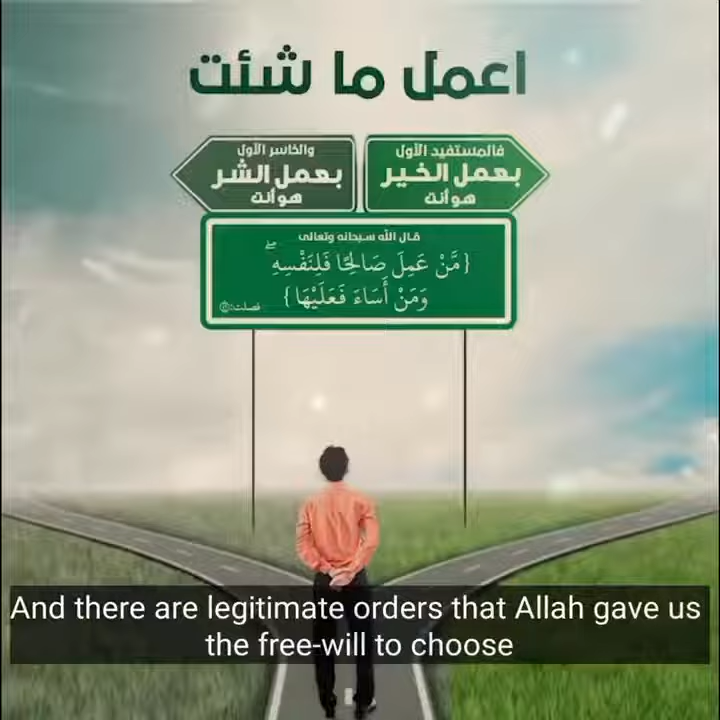 اعمل ما شئت
فالمستفيد الأول
بعمل الخير
هو أنت
والخاسر الأول
بعمل الشر
هو أنت
قال الله سبحانه وتعالى
{مَّنْ عَمِلَ صَالِحًا فَلِنَفْسِهِۦۖ
وَمَنْ أَسَاءَ فَعَلَيْهَا}
فصلت:
And there are legitimate orders that Allah gave us
the free-will to choose